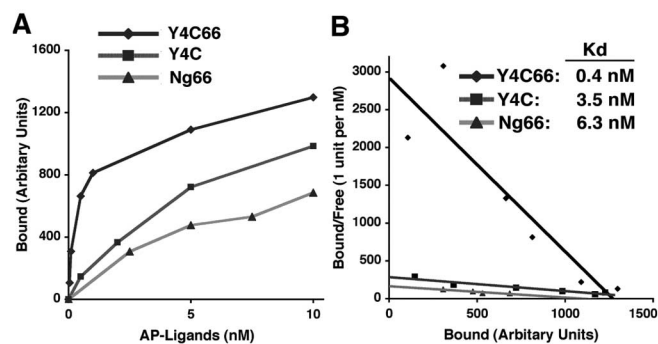 A
Y4C66
Y4C
Ng66
Bound (Arbitary Units)
1600
1200
800
400
0
0
5
10
AP-Ligands (nM)
B
Kd
Y4C66: 0.4 nM
Y4C: 3.5 nM
Ng66: 6.3 nM
Bound/Free (1 unit per nM)
3000
2500
2000
1500
1000
500
0
0
500
1000
1500
Bound (Arbitary Units)